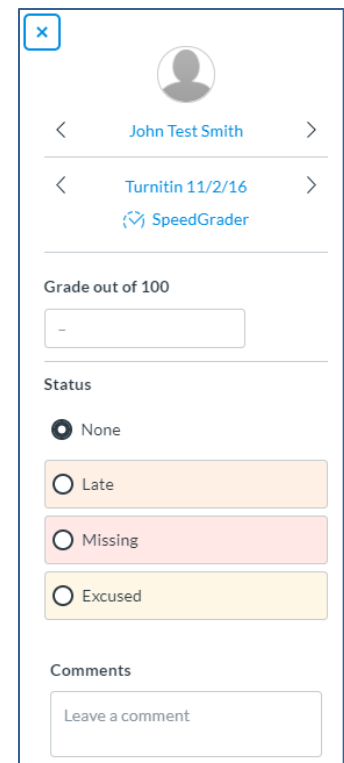 John Test Smith
Turnitin 11/2/16
SpeedGrader
Grade out of 100
–
Status
None
Late
Missing
Excused
Comments
Leave a comment